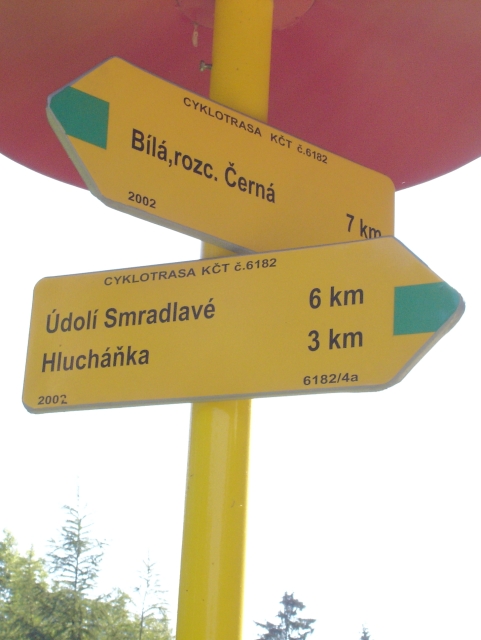 CYKLOTRASA KČT č.6182
Bílá,rozc. Černá
2002
7 km
CYKLOTRASA KČT č.6182
Údolí Smradlavé 6 km
Hlucháňka 3 km
2002 6182/4a